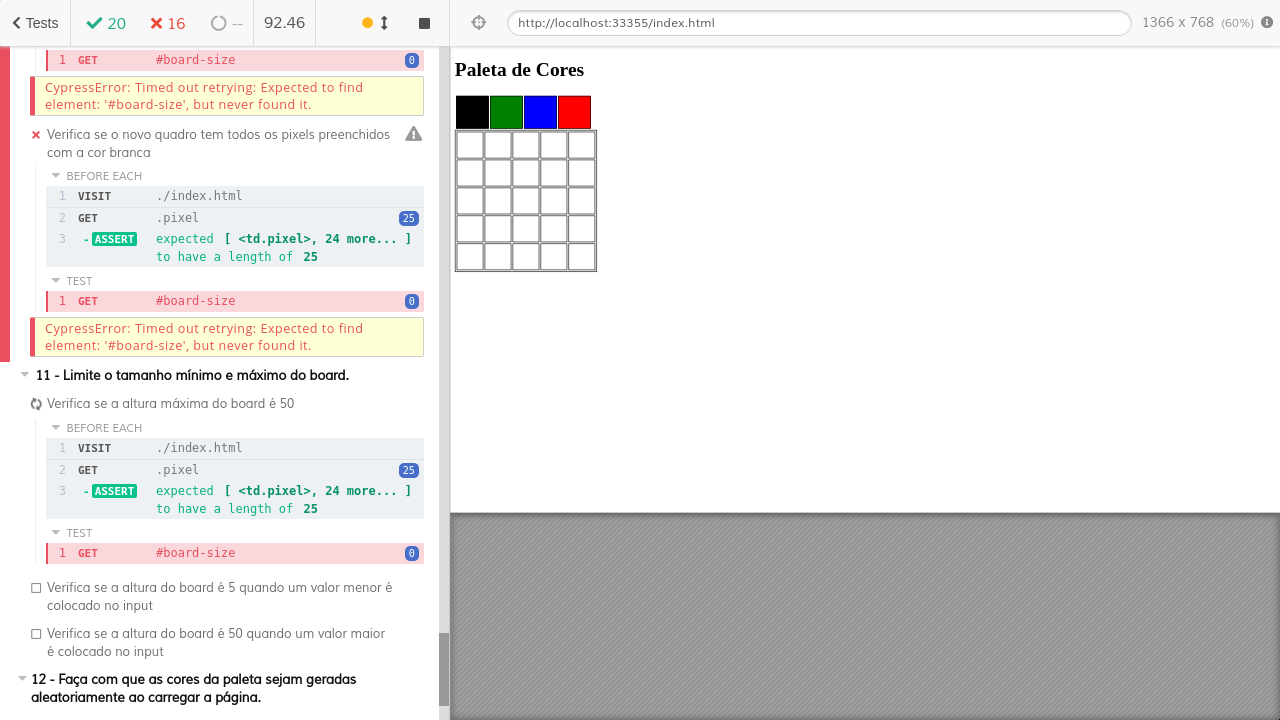 Tests 20 16 -- 92.46
http://localhost:33355/index.html 1366 x 768 (60%)
1 GET #board-size 0
CypressError: Timed out retrying: Expected to find
element: '#board-size', but never found it.
Verifica se o novo quadro tem todos os pixels preenchidos
com a cor branca
BEFORE EACH
1 VISIT ./index.html
2 GET .pixel 25
3 -ASSERT expected [ <td.pixel>, 24 more... ]
to have a length of 25
TEST
1 GET #board-size 0
CypressError: Timed out retrying: Expected to find
element: '#board-size', but never found it.
11 - Limite o tamanho mínimo e máximo do board.
Verifica se a altura máxima do board é 50
BEFORE EACH
1 VISIT ./index.html
2 GET .pixel 25
3 -ASSERT expected [ <td.pixel>, 24 more... ]
to have a length of 25
TEST
1 GET #board-size 0
Verifica se a altura do board é 5 quando um valor menor é
colocado no input
Verifica se a altura do board é 50 quando um valor maior
é colocado no input
12 - Faça com que as cores da paleta sejam geradas
aleatoriamente ao carregar a página.
Paleta de Cores